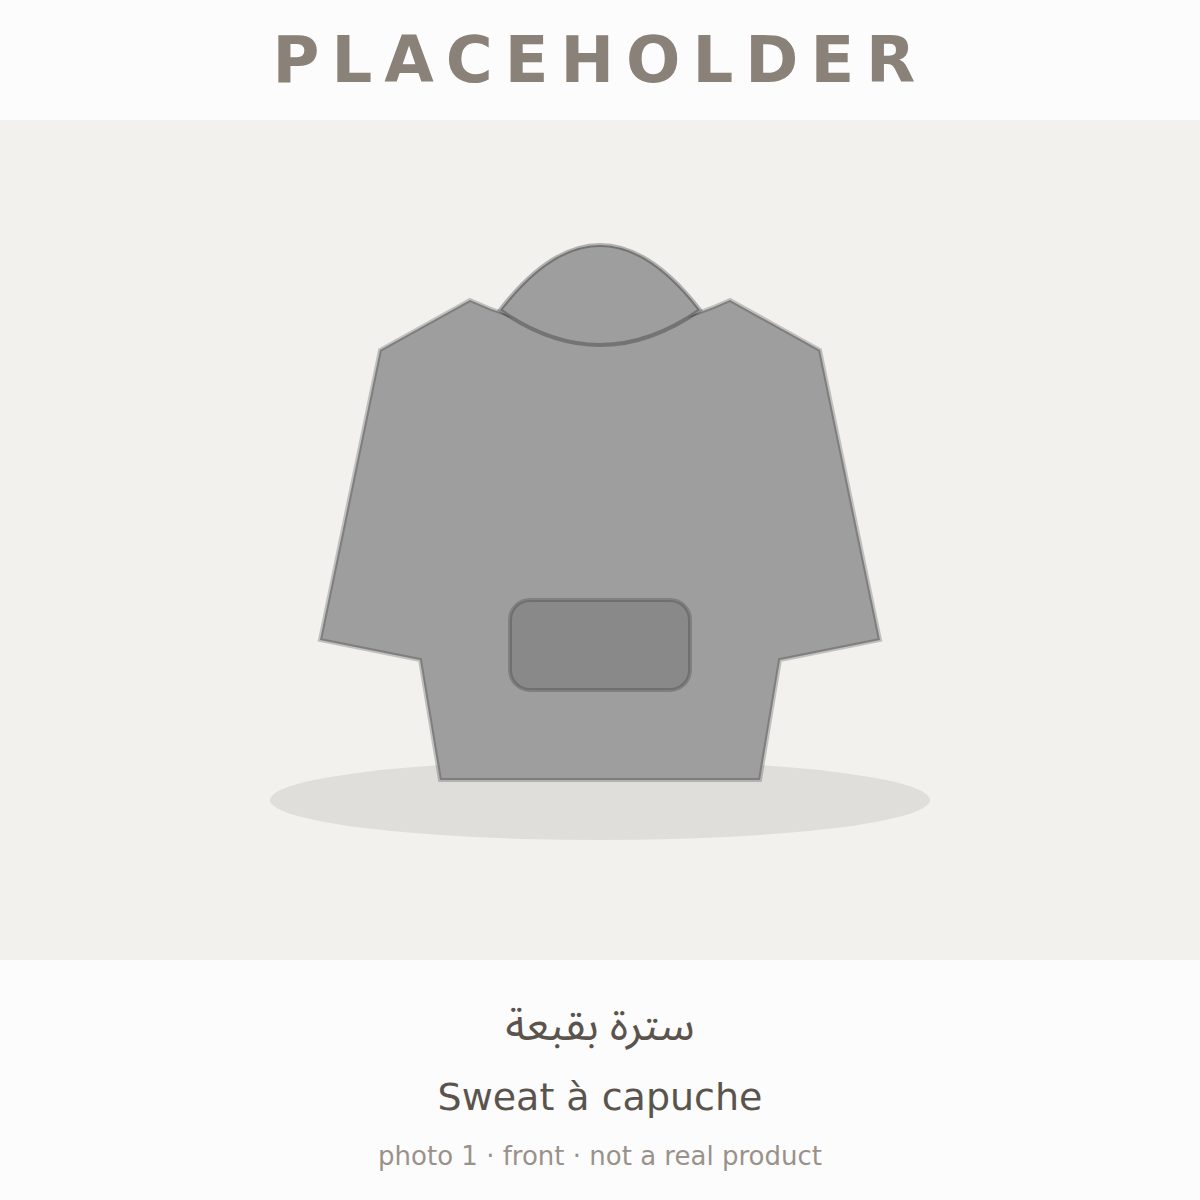 PLACEHOLDER
سترة بقبعة
Sweat à capuche
photo 1 · front · not a real product